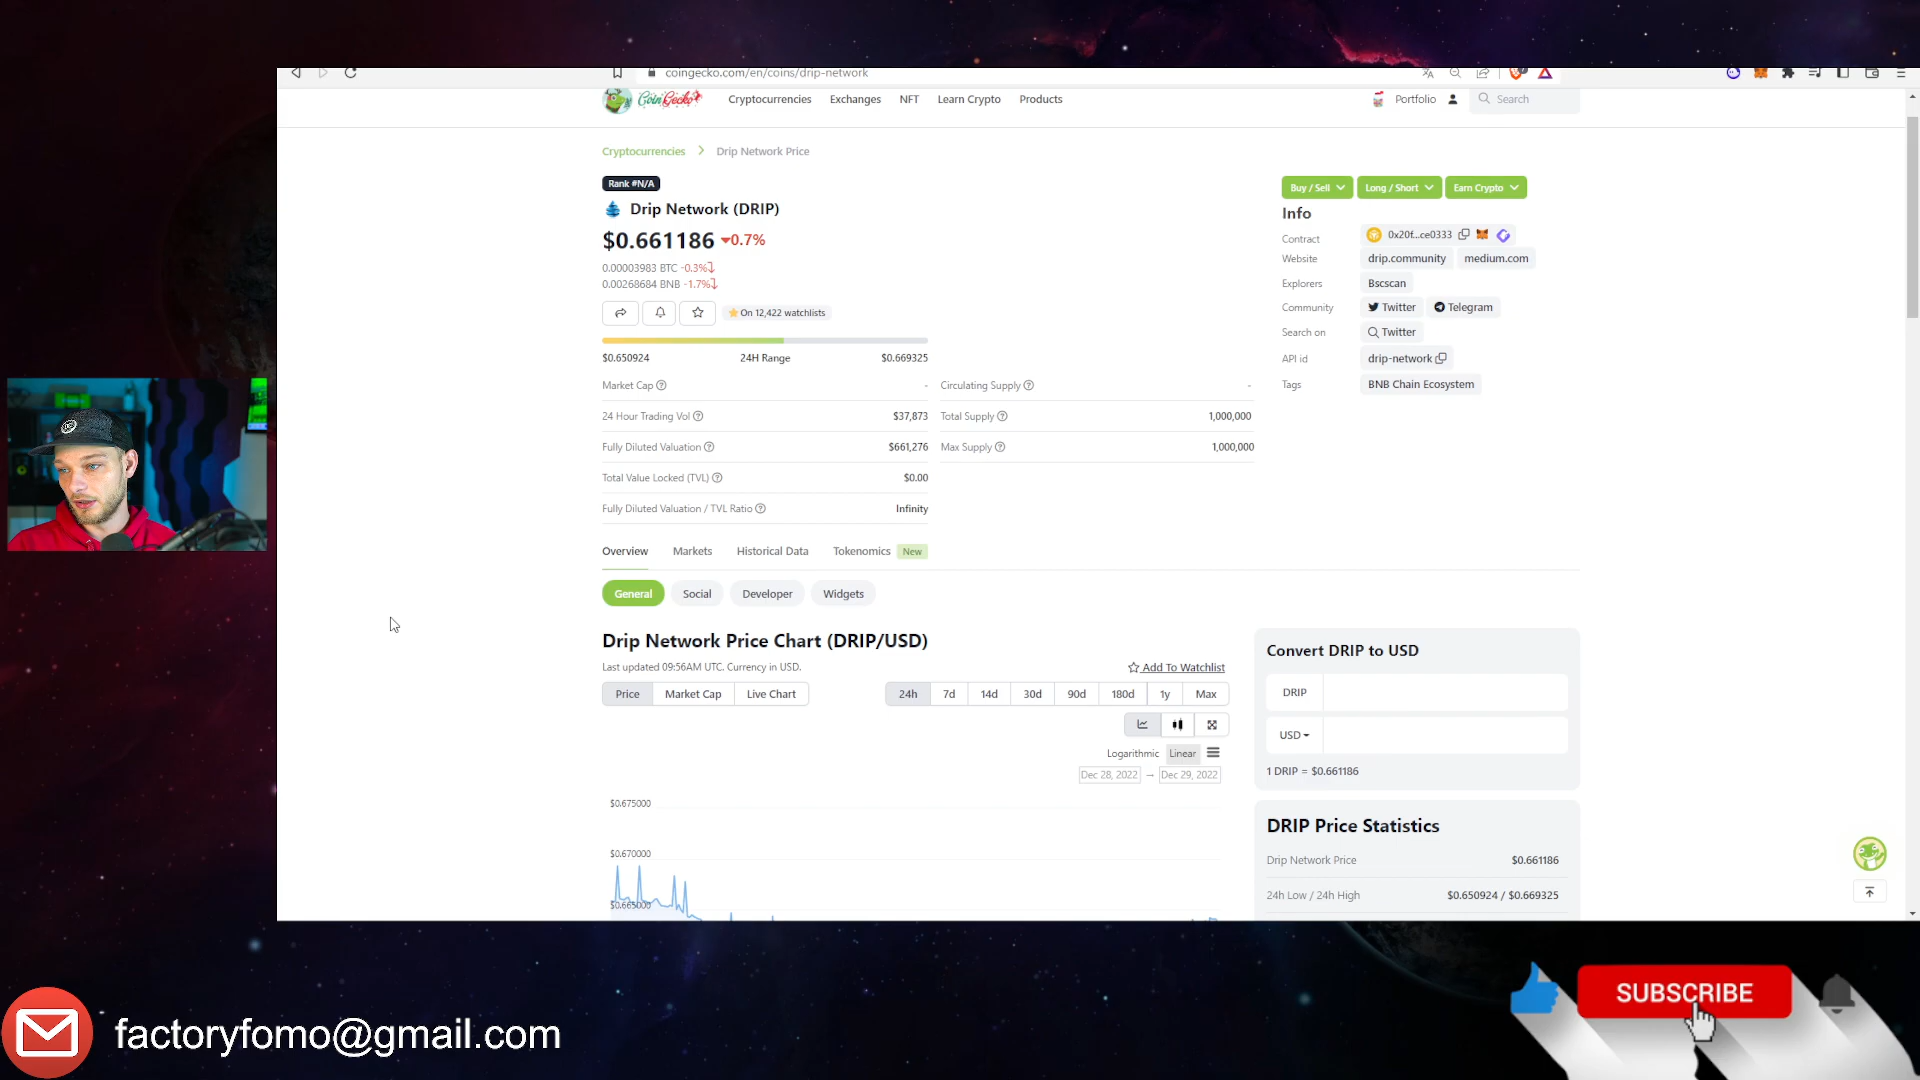 coingecko.com/en/coins/drip-network
CoinGecko Cryptocurrencies Exchanges NFT Learn Crypto Products Portfolio Search
Cryptocurrencies Drip Network Price
Rank #N/A
Drip Network (DRIP)
$0.661186 0.7%
0.00003983 BTC -0.3%
0.00268684 BNB -1.7%
On 12,422 watchlists
$0.650924 24H Range $0.669325
Market Cap -
24 Hour Trading Vol $37,873
Fully Diluted Valuation $661,276
Total Value Locked (TVL) $0.00
Fully Diluted Valuation / TVL Ratio Infinity
Circulating Supply -
Total Supply 1,000,000
Max Supply 1,000,000
Buy / Sell Long / Short Earn Crypto
Info
Contract 0x20f...ce0333
Website drip.community medium.com
Explorers Bscscan
Community Twitter Telegram
Search on Twitter
API id drip-network
Tags BNB Chain Ecosystem
Overview Markets Historical Data Tokenomics New
General Social Developer Widgets
Drip Network Price Chart (DRIP/USD)
Last updated 09:56AM UTC. Currency in USD.
Add To Watchlist
Price Market Cap Live Chart 24h 7d 14d 30d 90d 180d 1y Max
Logarithmic Linear
Dec 28, 2022 → Dec 29, 2022
$0.675000
$0.670000
$0.665000
Convert DRIP to USD
DRIP
USD
1 DRIP = $0.661186
DRIP Price Statistics
Drip Network Price $0.661186
24h Low / 24h High $0.650924 / $0.669325
factoryfomo@gmail.com
SUBSCRIBE